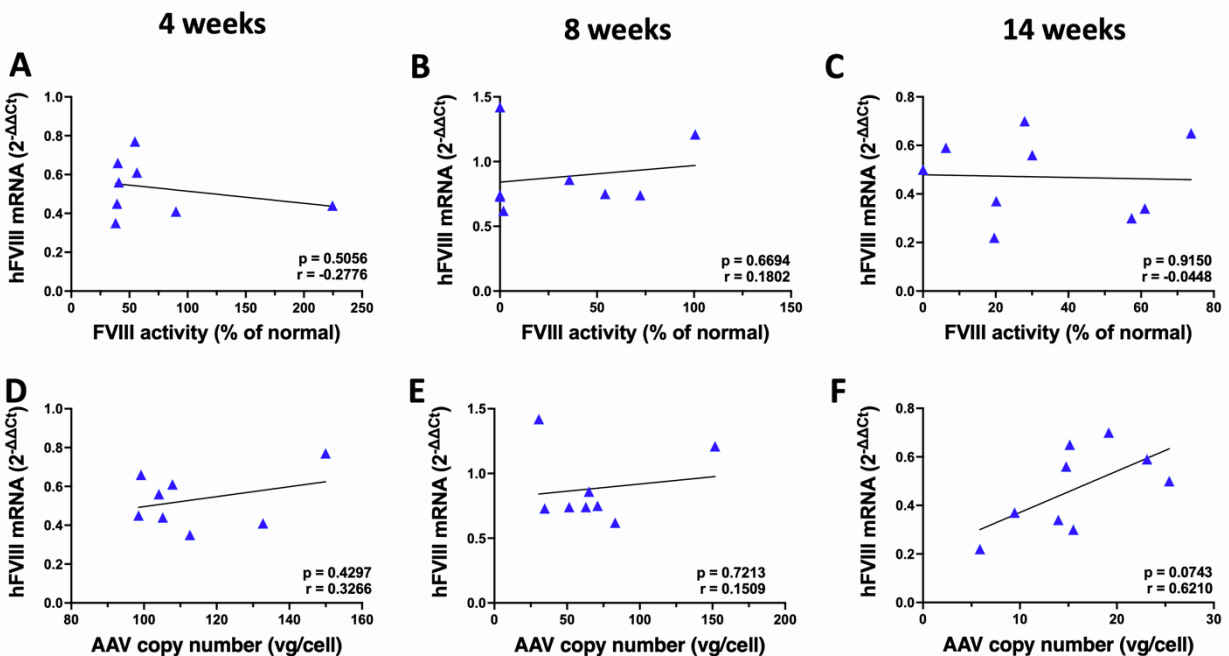 4 weeks
8 weeks
14 weeks
A
hFVIII mRNA (2-ΔΔCt)
1.0
0.8
0.6
0.4
0.2
0.0
0
50
100
150
200
250
FVIII activity (% of normal)
p = 0.5056
r = -0.2776
B
hFVIII mRNA (2-ΔΔCt)
1.5
1.0
0.5
0.0
0
50
100
150
FVIII activity (% of normal)
p = 0.6694
r = 0.1802
C
hFVIII mRNA (2-ΔΔCt)
0.8
0.6
0.4
0.2
0.0
0
20
40
60
80
FVIII activity (% of normal)
p = 0.9150
r = -0.0448
D
hFVIII mRNA (2-ΔΔCt)
1.0
0.8
0.6
0.4
0.2
0.0
80
100
120
140
160
AAV copy number (vg/cell)
p = 0.4297
r = 0.3266
E
hFVIII mRNA (2-ΔΔCt)
1.5
1.0
0.5
0.0
0
50
100
150
200
AAV copy number (vg/cell)
p = 0.7213
r = 0.1509
F
hFVIII mRNA (2-ΔΔCt)
0.8
0.6
0.4
0.2
0.0
0
10
20
30
AAV copy number (vg/cell)
p = 0.0743
r = 0.6210